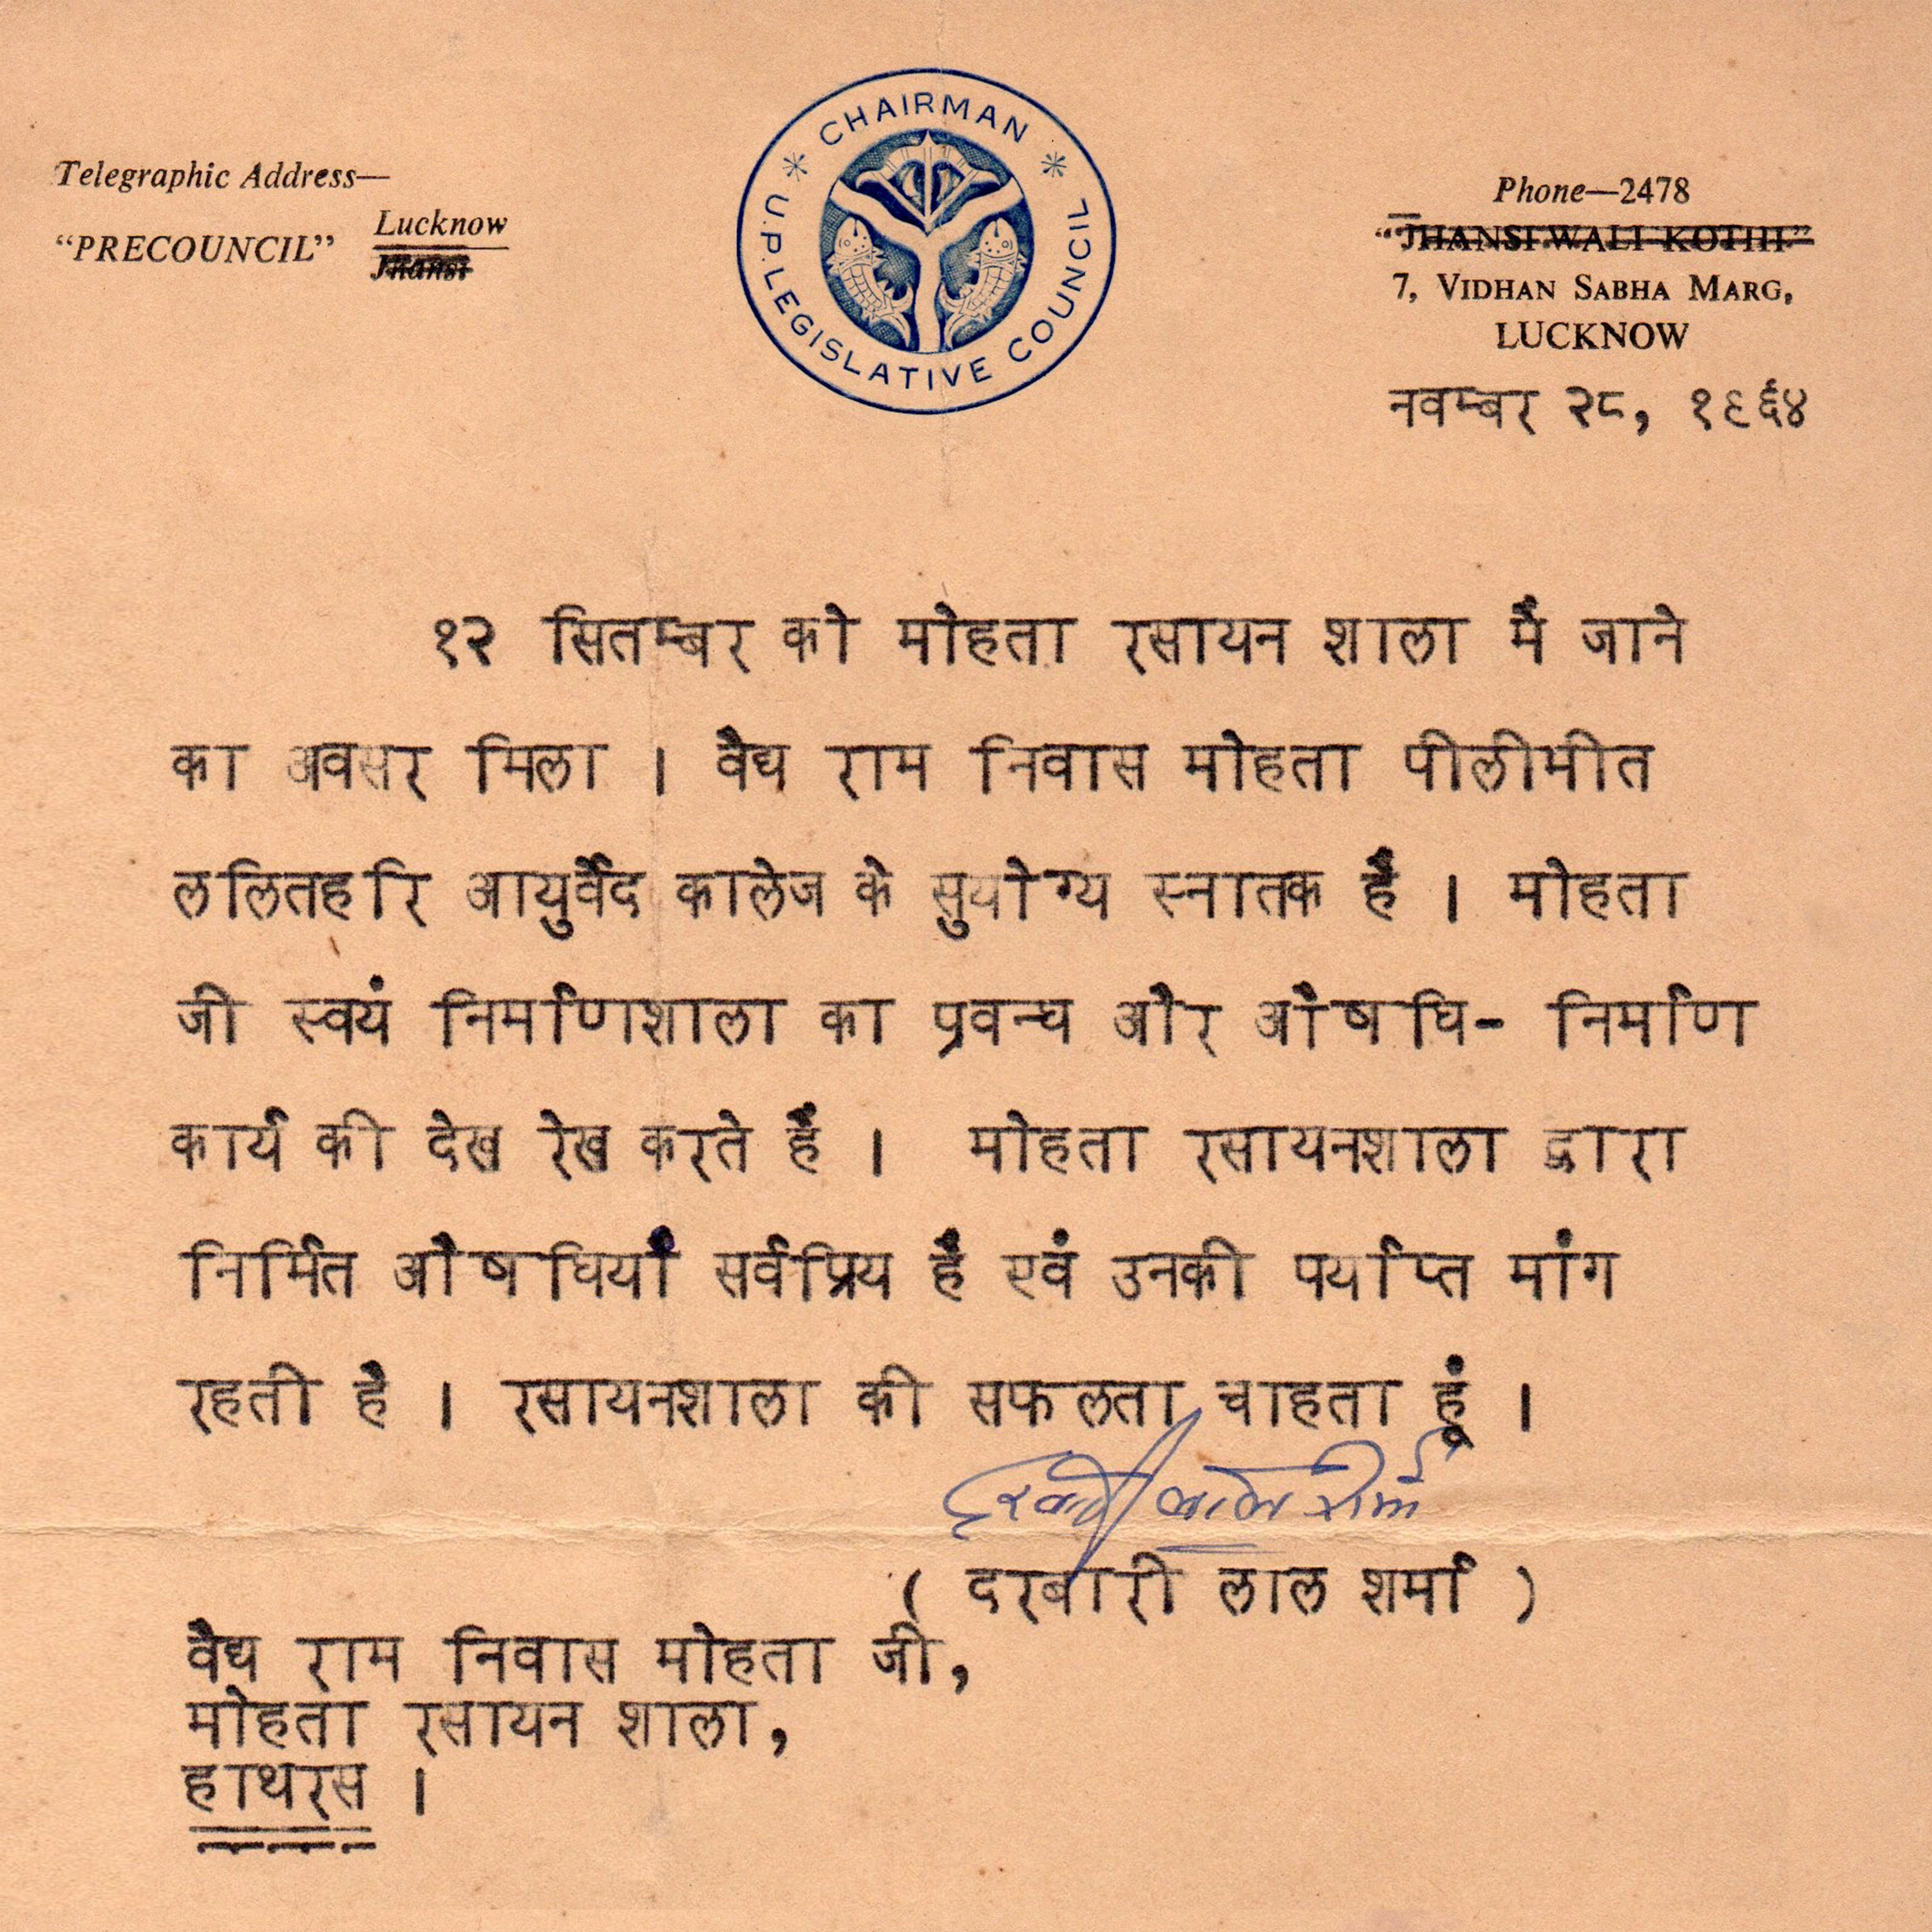 Telegraphic Address—
"PRECOUNCIL" Lucknow
Jhansi
CHAIRMAN
U.P. LEGISLATIVE COUNCIL
Phone—2478
"JHANSI WALI KOTHI"
7, VIDHAN SABHA MARG,
LUCKNOW
नवम्बर २८, १९६४
१२ सितम्बर को मोहता रसायन शाला में जाने
का अवसर मिला । वैद्य राम निवास मोहता पीलीभीत
ललितहरि आयुर्वेद कालेज के सुयोग्य स्नातक हैं । मोहता
जी स्वयं निर्माणशाला का प्रवन्ध और औषधि- निर्माण
कार्य की देख रेख करते हैं । मोहता रसायनशाला द्वारा
निर्मित औषधियाँ सर्वप्रिय हैं एवं उनकी पर्याप्त मांग
रहती है । रसायनशाला की सफलता चाहता हूं ।
दरबारी लाल शर्मा
( दरबारी लाल शर्मा )
वैद्य राम निवास मोहता जी,
मोहता रसायन शाला,
हाथरस ।